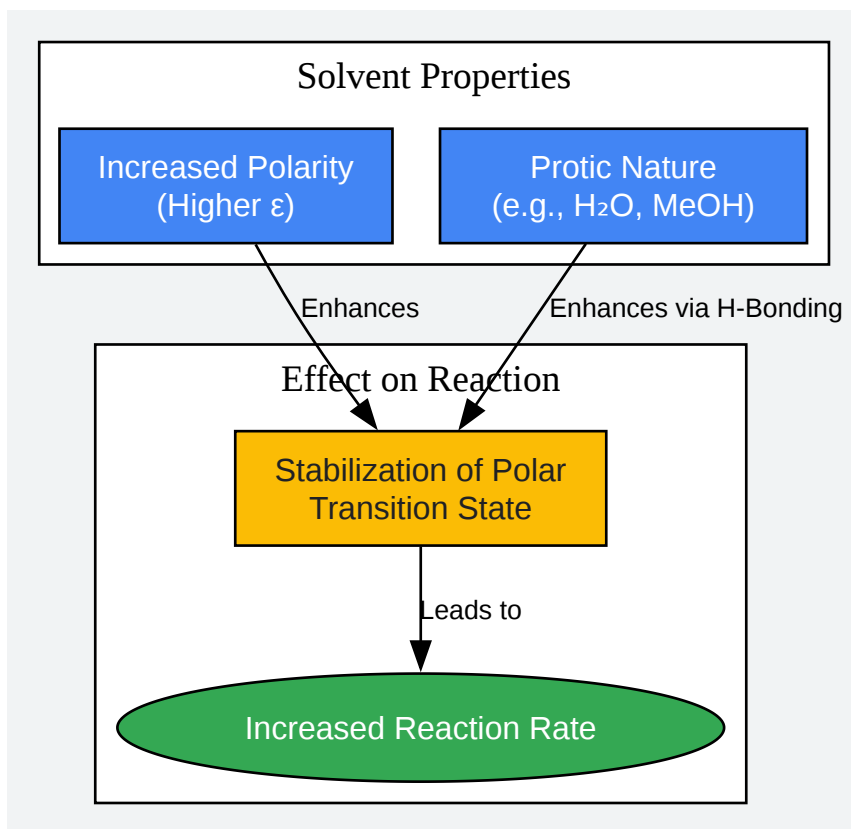 Solvent Properties
Increased Polarity
(Higher ε)
Protic Nature
(e.g., H₂O, MeOH)
Enhances
Enhances via H-Bonding
Effect on Reaction
Stabilization of Polar
Transition State
Leads to
Increased Reaction Rate